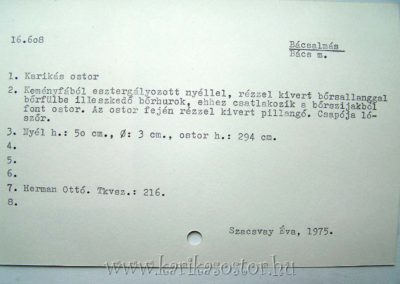 16.608
Bácsalmás
Bács m.
1. Karikás ostor
2. Keményfából esztergályozott nyéllel, rézzel kivert bőrsallanggal
bőrfülbe illeszkedő bőrhurok, ehhez csatlakozik a bőrszijakból
font ostor. Az ostor fején rézzel kivert pillangó. Csapója ló-
szőr.
3. Nyél h.: 50 cm., Ø: 3 cm., ostor h.: 294 cm.
4.
5.
6.
7. Herman Ottó. Tkvez.: 216.
8.
Szacsvay Éva, 1975.
www.karikasostor.hu